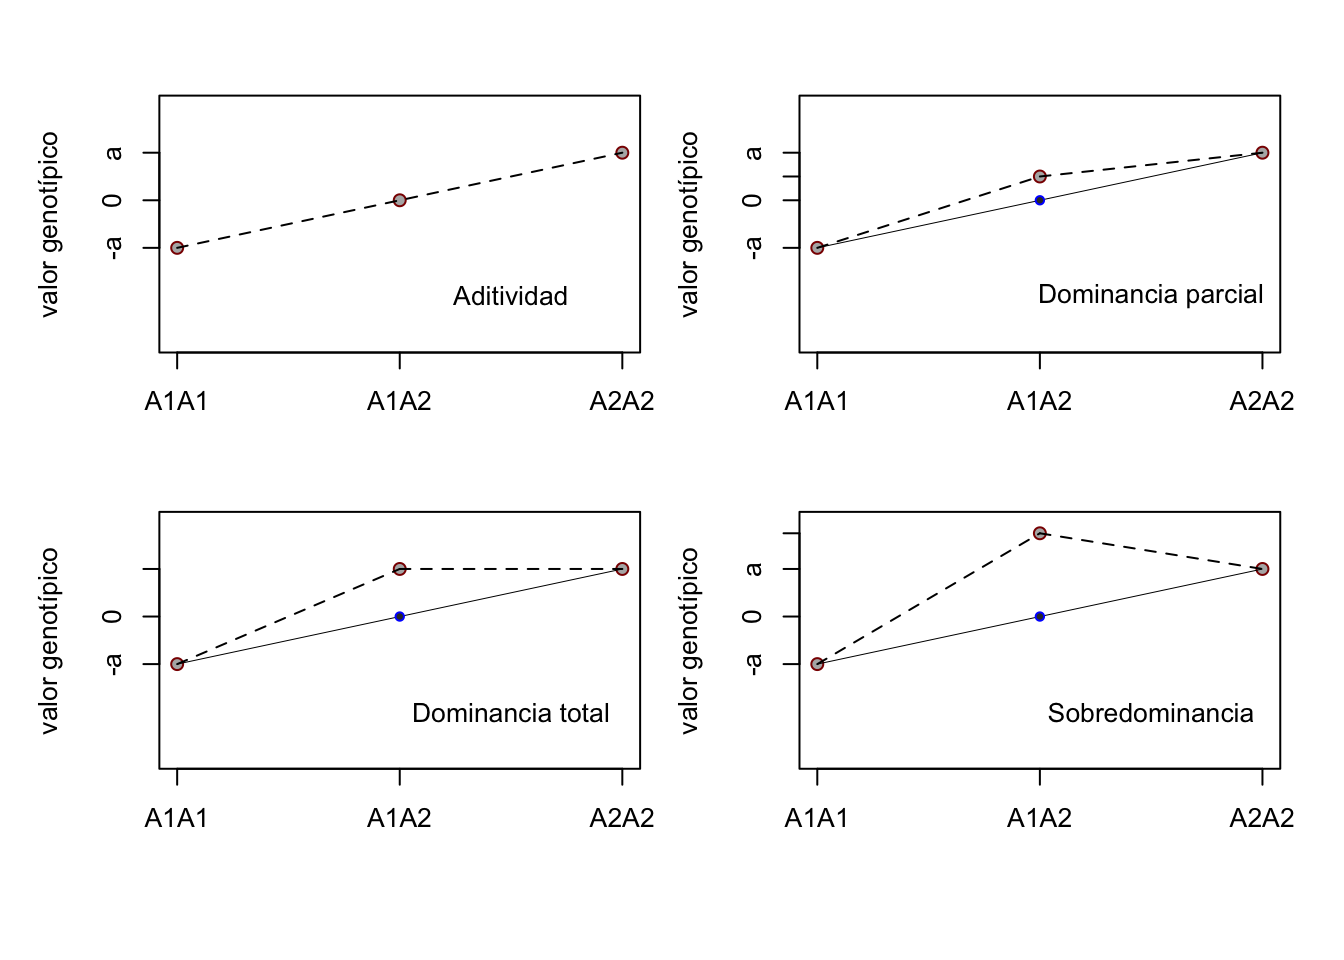 valor genotípico
a
0
-a
Aditividad
A1A1 A1A2 A2A2
valor genotípico
a
0
-a
Dominancia parcial
A1A1 A1A2 A2A2
valor genotípico
0
-a
Dominancia total
A1A1 A1A2 A2A2
valor genotípico
a
0
-a
Sobredominancia
A1A1 A1A2 A2A2